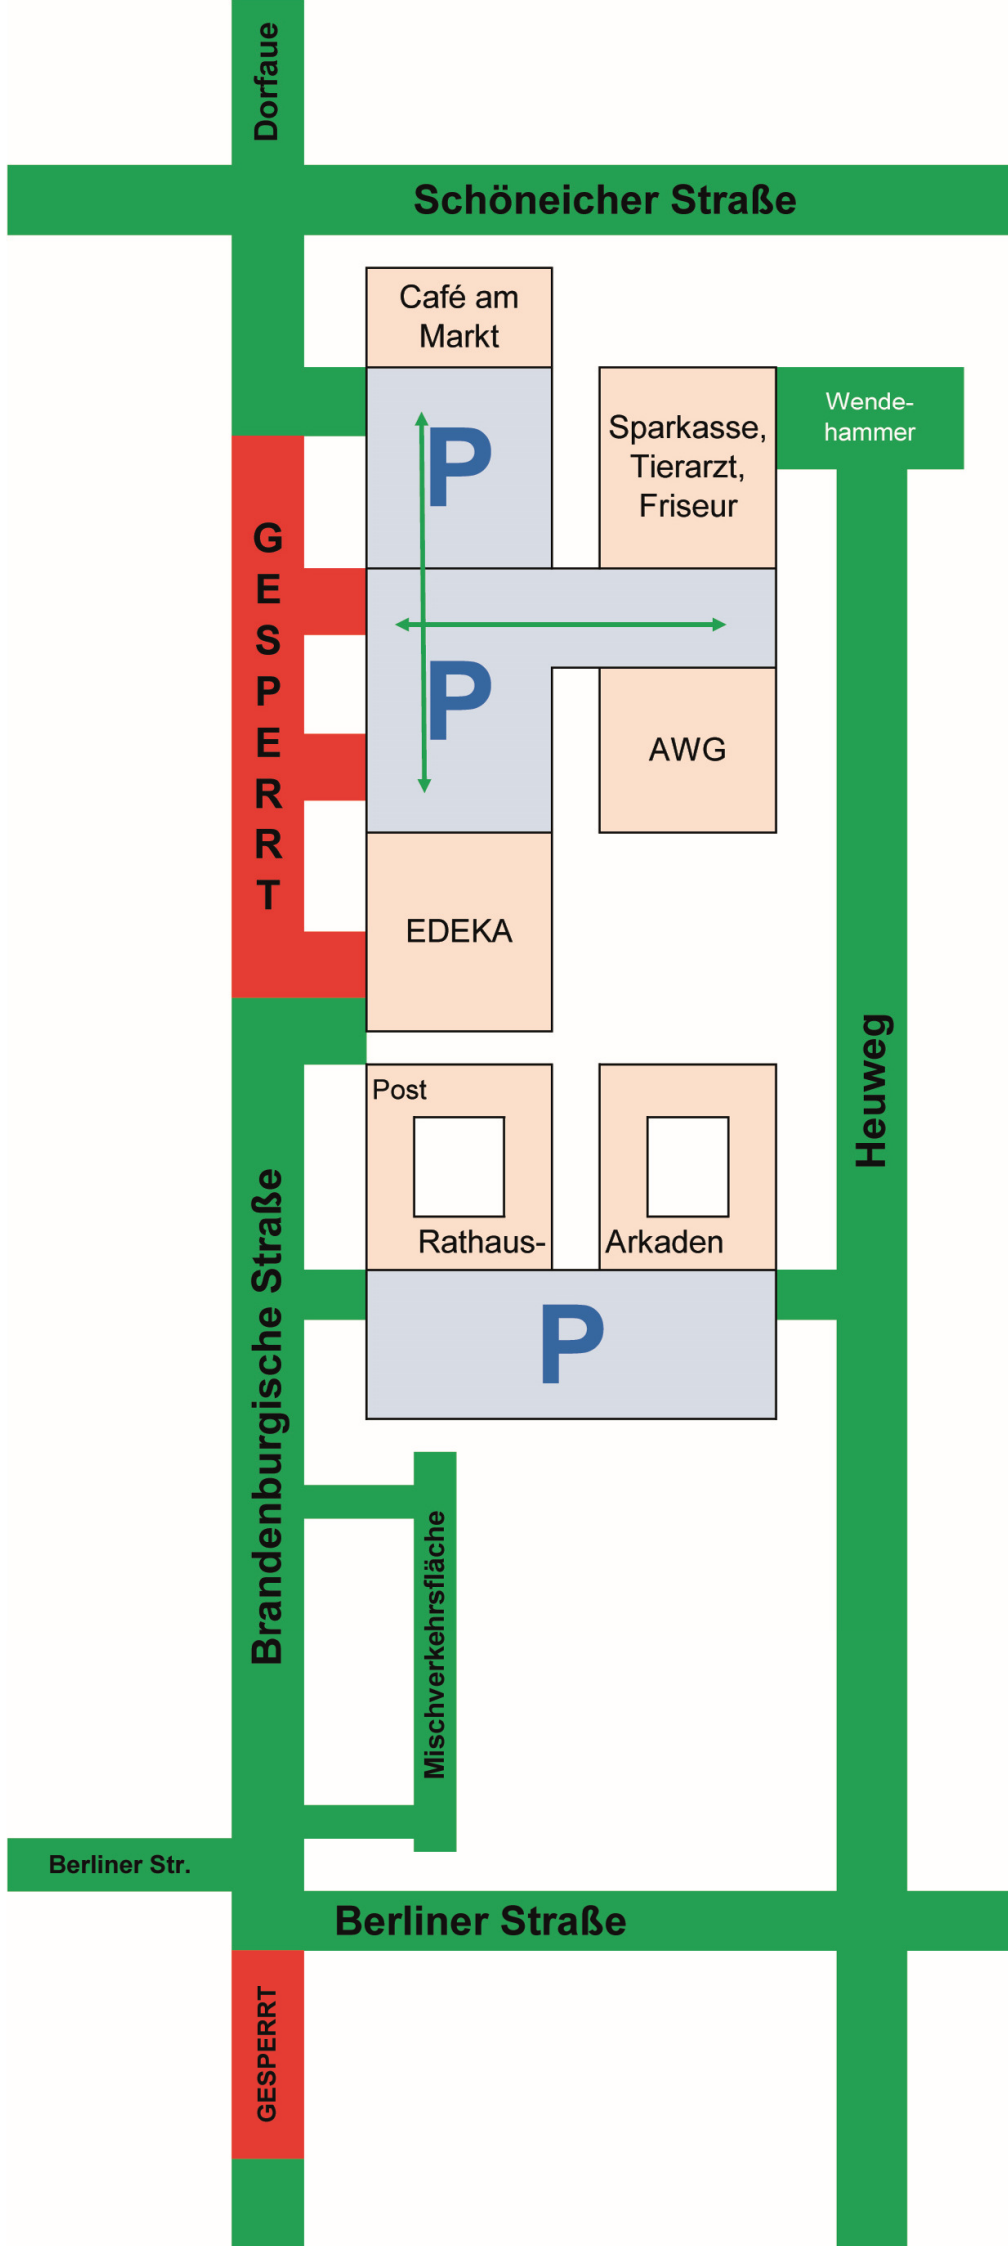 Dorfaue
Schöneicher Straße
Café am
Markt
P
Sparkasse,
Tierarzt,
Friseur
Wende-
hammer
GESPERRT
P
AWG
EDEKA
Heuweg
Post
Rathaus-
Arkaden
P
Brandenburgische Straße
Mischverkehrsfläche
Berliner Str.
Berliner Straße
GESPERRT